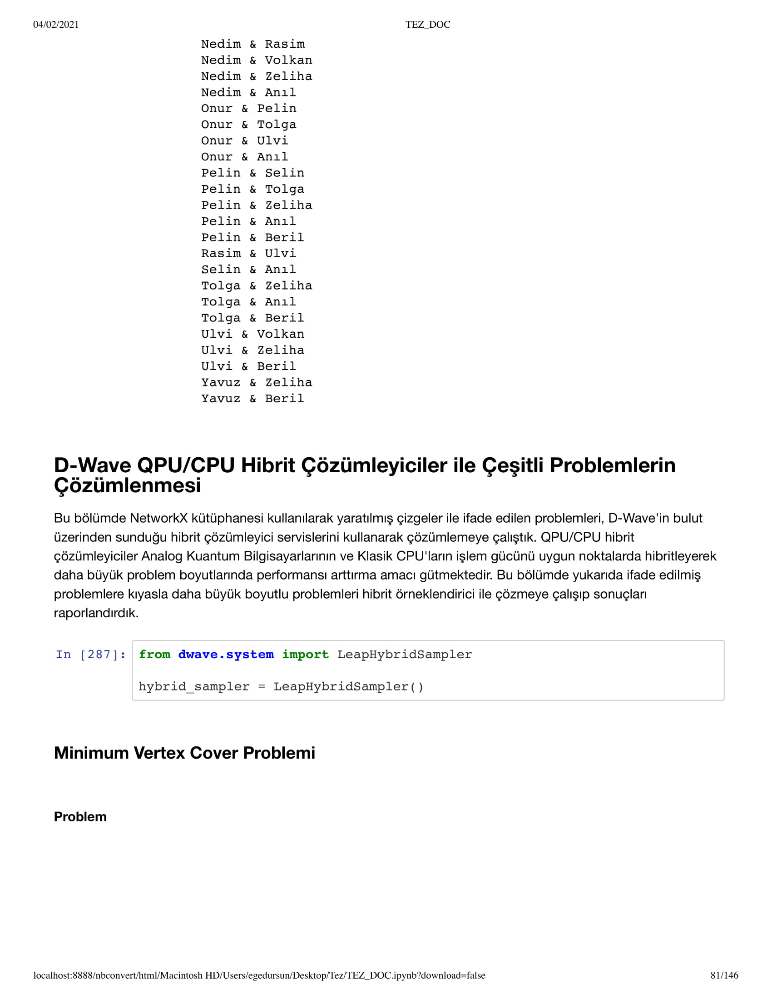 04/02/2021 TEZ_DOC
Nedim & Rasim
Nedim & Volkan
Nedim & Zeliha
Nedim & Anıl
Onur & Pelin
Onur & Tolga
Onur & Ulvi
Onur & Anıl
Pelin & Selin
Pelin & Tolga
Pelin & Zeliha
Pelin & Anıl
Pelin & Beril
Rasim & Ulvi
Selin & Anıl
Tolga & Zeliha
Tolga & Anıl
Tolga & Beril
Ulvi & Volkan
Ulvi & Zeliha
Ulvi & Beril
Yavuz & Zeliha
Yavuz & Beril
D-Wave QPU/CPU Hibrit Çözümleyiciler ile Çeşitli Problemlerin
Çözümlenmesi
Bu bölümde NetworkX kütüphanesi kullanılarak yaratılmış çizgeler ile ifade edilen problemleri, D-Wave'in bulut
üzerinden sunduğu hibrit çözümleyici servislerini kullanarak çözümlemeye çalıştık. QPU/CPU hibrit
çözümleyiciler Analog Kuantum Bilgisayarlarının ve Klasik CPU'ların işlem gücünü uygun noktalarda hibritleyerek
daha büyük problem boyutlarında performansı arttırma amacı gütmektedir. Bu bölümde yukarıda ifade edilmiş
problemlere kıyasla daha büyük boyutlu problemleri hibrit örneklendirici ile çözmeye çalışıp sonuçları
raporlandırdık.
In [287]: from dwave.system import LeapHybridSampler
hybrid_sampler = LeapHybridSampler()
Minimum Vertex Cover Problemi
Problem
localhost:8888/nbconvert/html/Macintosh HD/Users/egedursun/Desktop/Tez/TEZ_DOC.ipynb?download=false 81/146